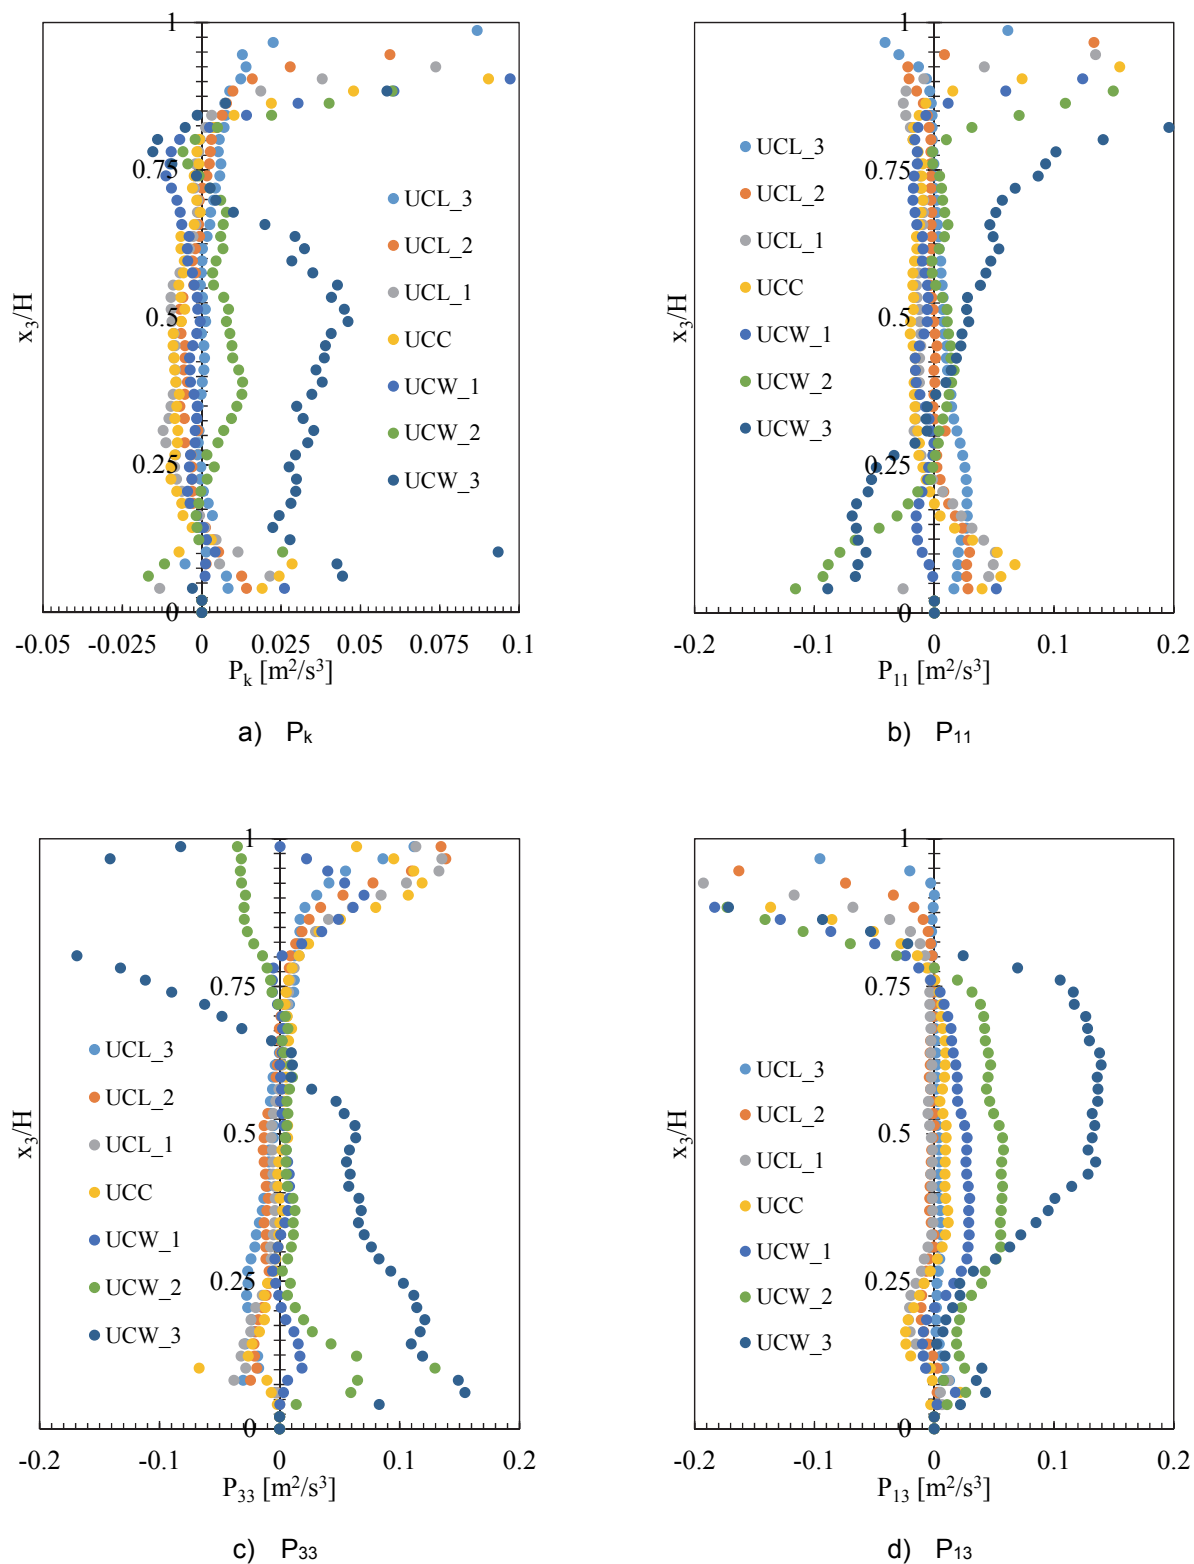 1
0.75
0.5
0.25
0
x3/H
UCL_3
UCL_2
UCL_1
UCC
UCW_1
UCW_2
UCW_3
-0.05 -0.025 0 0.025 0.05 0.075 0.1
Pk [m²/s³]
a) Pk
1
0.75
0.5
0.25
0
x3/H
UCL_3
UCL_2
UCL_1
UCC
UCW_1
UCW_2
UCW_3
-0.2 -0.1 0 0.1 0.2
P11 [m²/s³]
b) P11
1
0.75
0.5
0.25
0
x3/H
UCL_3
UCL_2
UCL_1
UCC
UCW_1
UCW_2
UCW_3
-0.2 -0.1 0 0.1 0.2
P33 [m²/s³]
c) P33
1
0.75
0.5
0.25
0
x3/H
UCL_3
UCL_2
UCL_1
UCC
UCW_1
UCW_2
UCW_3
-0.2 -0.1 0 0.1 0.2
P13 [m²/s³]
d) P13